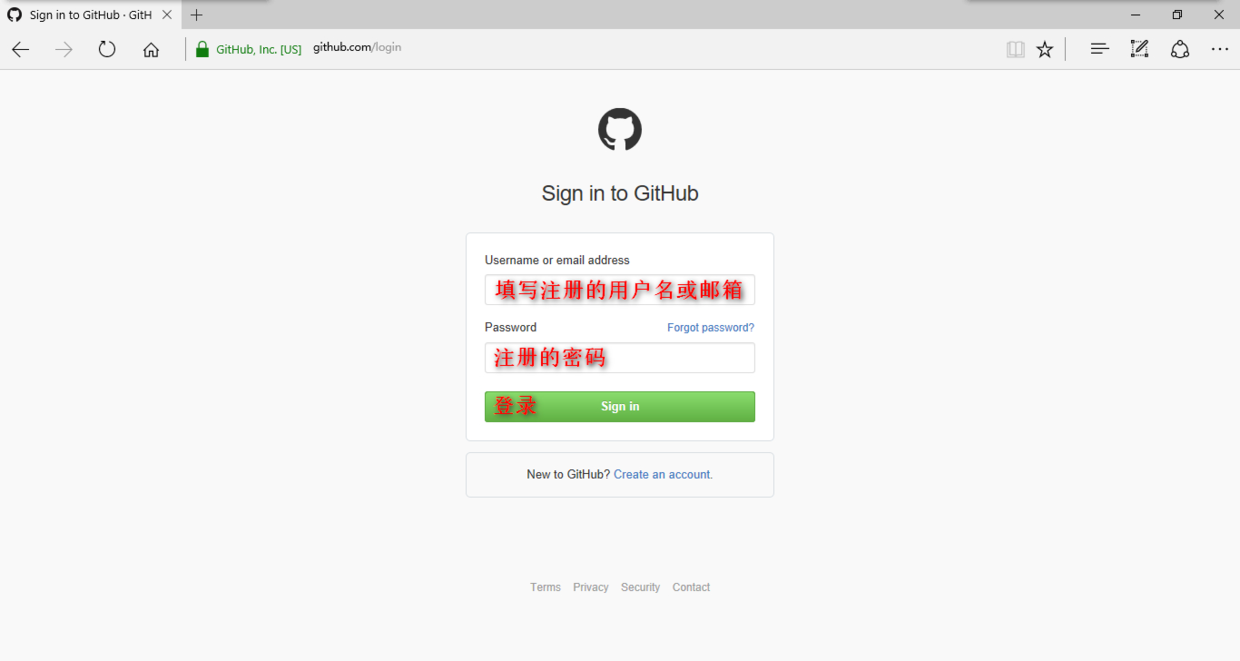 Sign in to GitHub · GitH
GitHub, Inc. [US] github.com/login
Sign in to GitHub
Username or email address
填写注册的用户名或邮箱
Password Forgot password?
注册的密码
登录 Sign in
New to GitHub? Create an account.
Terms Privacy Security Contact